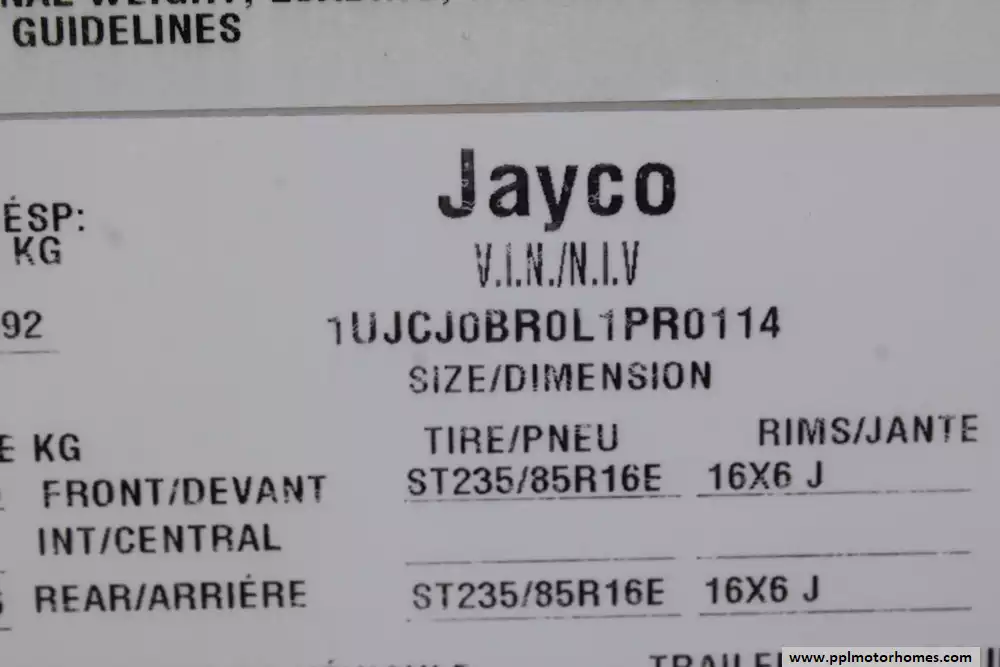 GUIDELINES
Jayco
ÉSP:
KG
V.I.N./N.I.V
92
1UJCJ0BR0L1PR0114
SIZE/DIMENSION
E KG
TIRE/PNEU RIMS/JANTE
FRONT/DEVANT ST235/85R16E 16X6 J
INT/CENTRAL
REAR/ARRIÈRE ST235/85R16E 16X6 J
www.pplmotorhomes.com